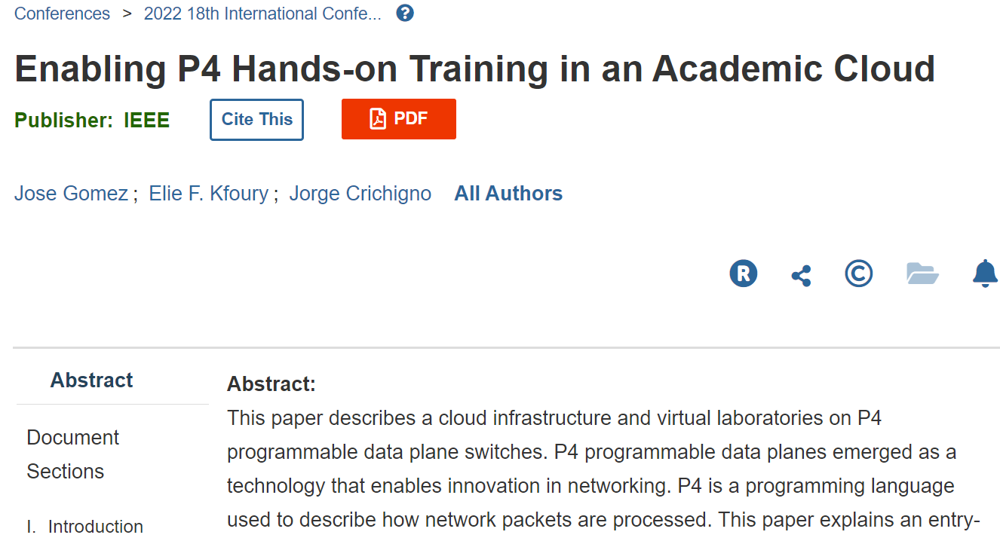 Conferences > 2022 18th International Confe... ?
Enabling P4 Hands-on Training in an Academic Cloud
Publisher: IEEE
Cite This
PDF
Jose Gomez ; Elie F. Kfoury ; Jorge Crichigno All Authors
R
©
Abstract
Document
Sections
I. Introduction
Abstract:
This paper describes a cloud infrastructure and virtual laboratories on P4
programmable data plane switches. P4 programmable data planes emerged as a
technology that enables innovation in networking. P4 is a programming language
used to describe how network packets are processed. This paper explains an entry-